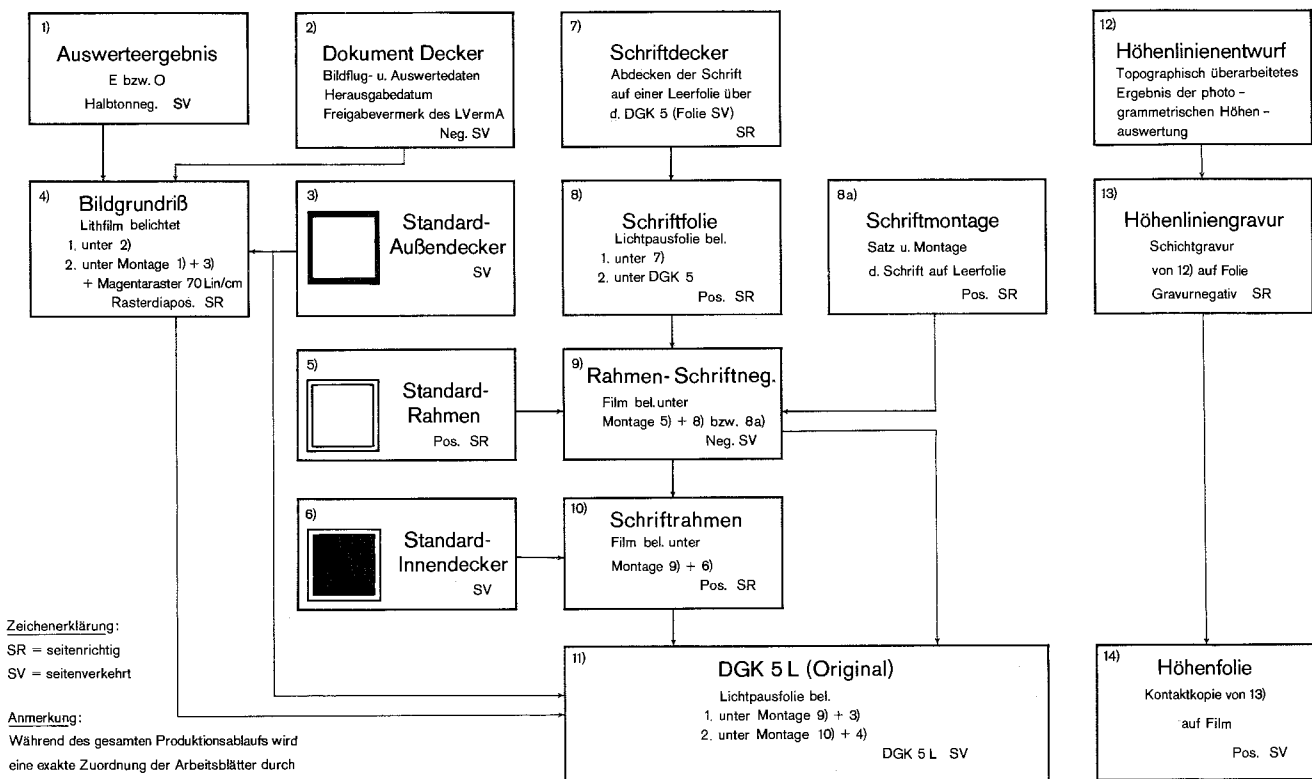 1)
Auswerteergebnis
E bzw. O
Halbtonneg. SV
2)
Dokument Decker
Bildflug- u. Auswertedaten
Herausgabedatum
Freigabevermerk des LVermA
Neg. SV
7)
Schriftdecker
Abdecken der Schrift
auf einer Leerfolie über
d. DGK 5 (Folie SV)
SR
12)
Höhenlinienentwurf
Topographisch überarbeitetes
Ergebnis der photo-
grammetrischen Höhen-
auswertung
4)
Bildgrundriß
Lithfilm belichtet
1. unter 2)
2. unter Montage 1) + 3)
+ Magentaraster 70 Lin/cm
Rasterdiapos. SR
3)
Standard-
Außendecker
SV
8)
Schriftfolie
Lichtpausfolie bel.
1. unter 7)
2. unter DGK 5
Pos. SR
8a)
Schriftmontage
Satz u. Montage
d. Schrift auf Leerfolie
Pos. SR
13)
Höhenliniengravur
Schichtgravur
von 12) auf Folie
Gravurnegativ SR
5)
Standard-
Rahmen
Pos. SR
9)
Rahmen-Schriftneg.
Film bel. unter
Montage 5) + 8) bzw. 8a)
Neg. SV
6)
Standard-
Innendecker
SV
10)
Schriftrahmen
Film bel. unter
Montage 9) + 6)
Pos. SR
11)
DGK 5 L (Original)
Lichtpausfolie bel.
1. unter Montage 9) + 3)
2. unter Montage 10) + 4)
DGK 5 L SV
14)
Höhenfolie
Kontaktkopie von 13)
auf Film
Pos. SV
Zeichenerklärung:
SR = seitenrichtig
SV = seitenverkehrt
Anmerkung:
Während des gesamten Produktionsablaufs wird
eine exakte Zuordnung der Arbeitsblätter durch